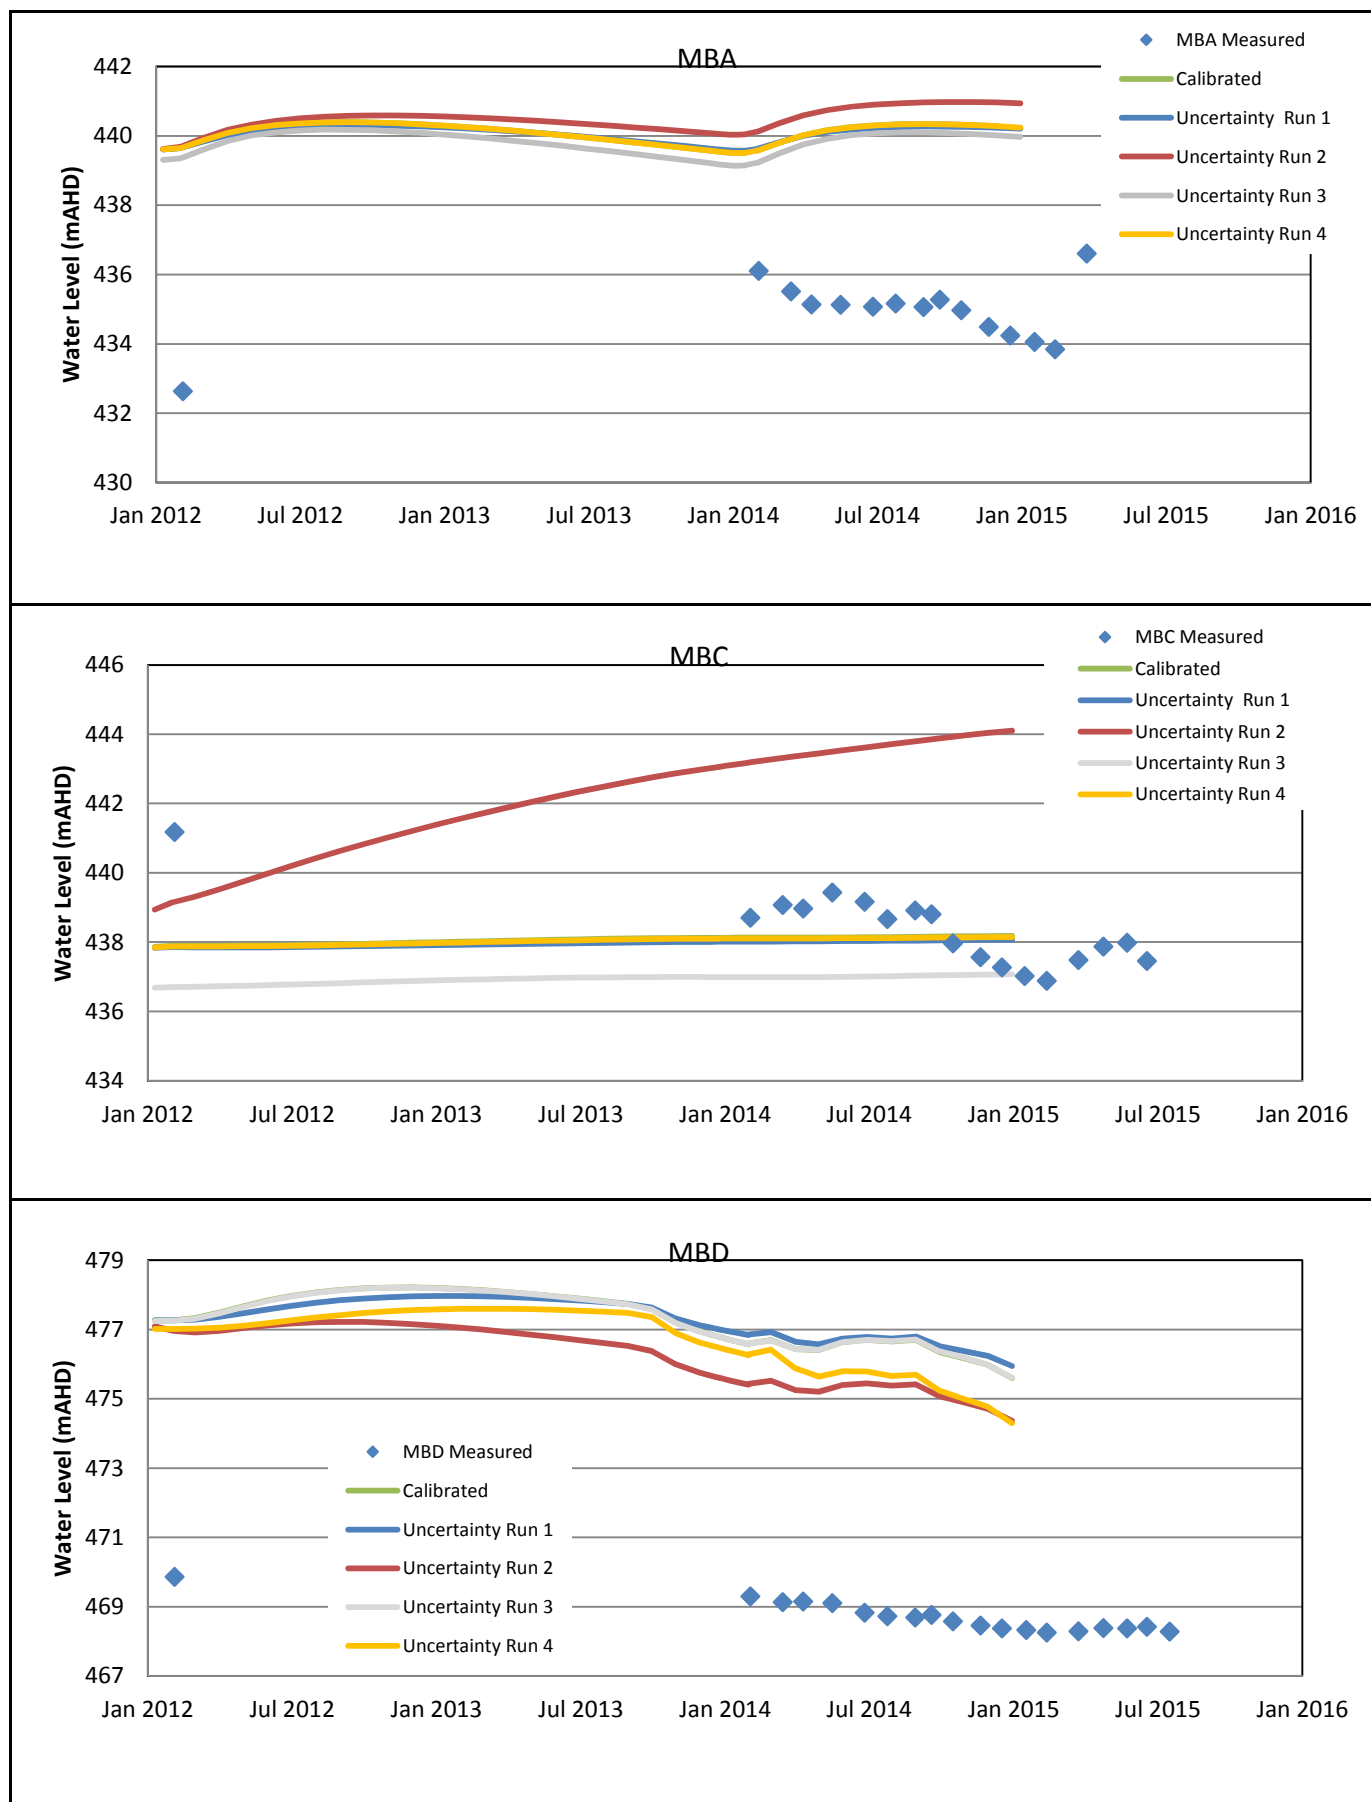 MBA
MBA Measured
Calibrated
Uncertainty  Run 1
Uncertainty Run 2
Uncertainty Run 3
Uncertainty Run 4
Water Level (mAHD)
442
440
438
436
434
432
430
Jan 2012
Jul 2012
Jan 2013
Jul 2013
Jan 2014
Jul 2014
Jan 2015
Jul 2015
Jan 2016
MBC
MBC Measured
Calibrated
Uncertainty  Run 1
Uncertainty Run 2
Uncertainty Run 3
Uncertainty Run 4
Water Level (mAHD)
446
444
442
440
438
436
434
Jan 2012
Jul 2012
Jan 2013
Jul 2013
Jan 2014
Jul 2014
Jan 2015
Jul 2015
Jan 2016
MBD
Water Level (mAHD)
479
477
475
473
471
469
467
MBD Measured
Calibrated
Uncertainty Run 1
Uncertainty Run 2
Uncertainty Run 3
Uncertainty Run 4
Jan 2012
Jul 2012
Jan 2013
Jul 2013
Jan 2014
Jul 2014
Jan 2015
Jul 2015
Jan 2016